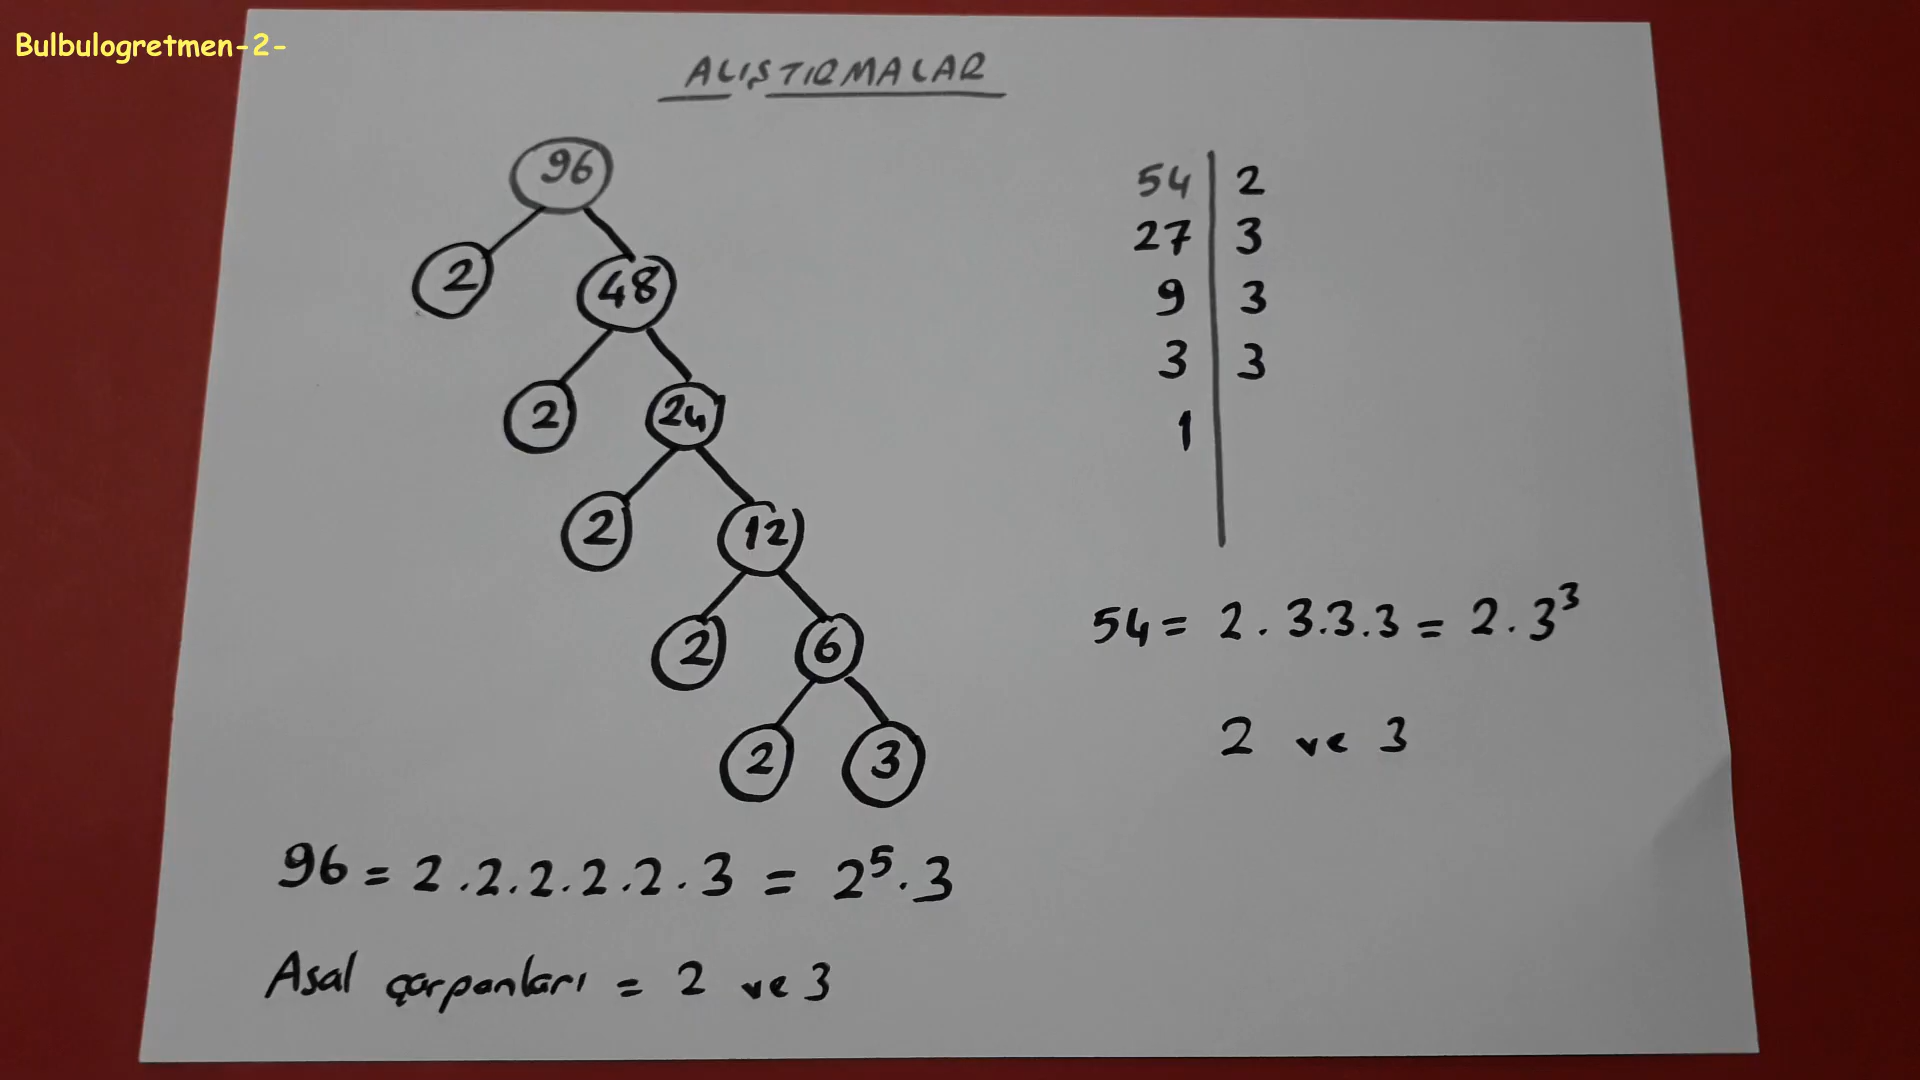 Bulbulogretmen-2-
ALIŞTIRMALAR
96
2 48
2 24
2 12
2 6
2 3
96 = 2.2.2.2.2.3 = 2⁵.3
Asal çarpanları = 2 ve 3
54 | 2
27 | 3
9 | 3
3 | 3
1 |
54 = 2.3.3.3 = 2.3³
2 ve 3